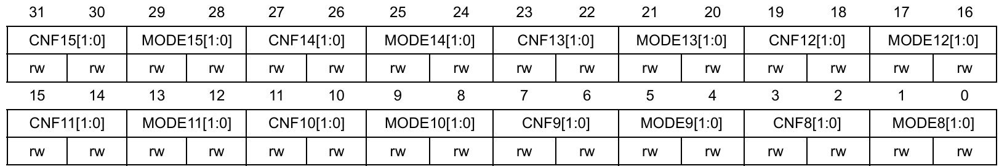 31 30 29 28 27 26 25 24 23 22 21 20 19 18 17 16
CNF15[1:0] MODE15[1:0] CNF14[1:0] MODE14[1:0] CNF13[1:0] MODE13[1:0] CNF12[1:0] MODE12[1:0]
rw rw rw rw rw rw rw rw rw rw rw rw rw rw rw rw
15 14 13 12 11 10 9 8 7 6 5 4 3 2 1 0
CNF11[1:0] MODE11[1:0] CNF10[1:0] MODE10[1:0] CNF9[1:0] MODE9[1:0] CNF8[1:0] MODE8[1:0]
rw rw rw rw rw rw rw rw rw rw rw rw rw rw rw rw